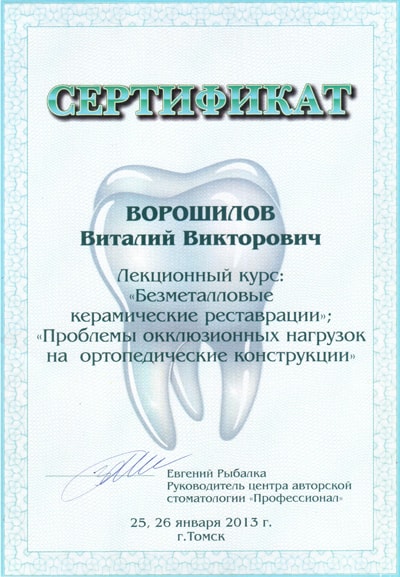 СЕРТИФИКАТ
ВОРОШИЛОВ
Виталий Викторович
Лекционный курс:
«Безметалловые
керамические реставрации»;
«Проблемы окклюзионных нагрузок
на ортопедические конструкции»
Евгений Рыбалка
Руководитель центра авторской
стоматологии «Профессионал»
25, 26 января 2013 г.
г.Томск